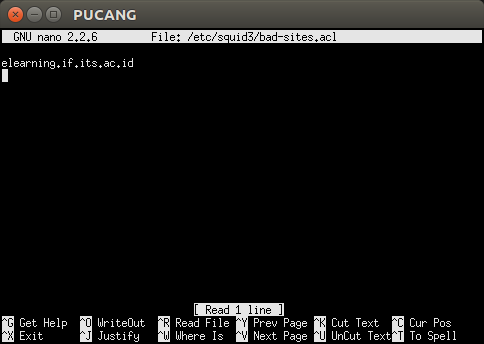 PUCANG
GNU nano 2.2.6 File: /etc/squid3/bad-sites.acl
elearning.if.its.ac.id
[ Read 1 line ]
^G Get Help ^O WriteOut ^R Read File ^Y Prev Page ^K Cut Text ^C Cur Pos
^X Exit ^J Justify ^W Where Is ^V Next Page ^U UnCut Text ^T To Spell